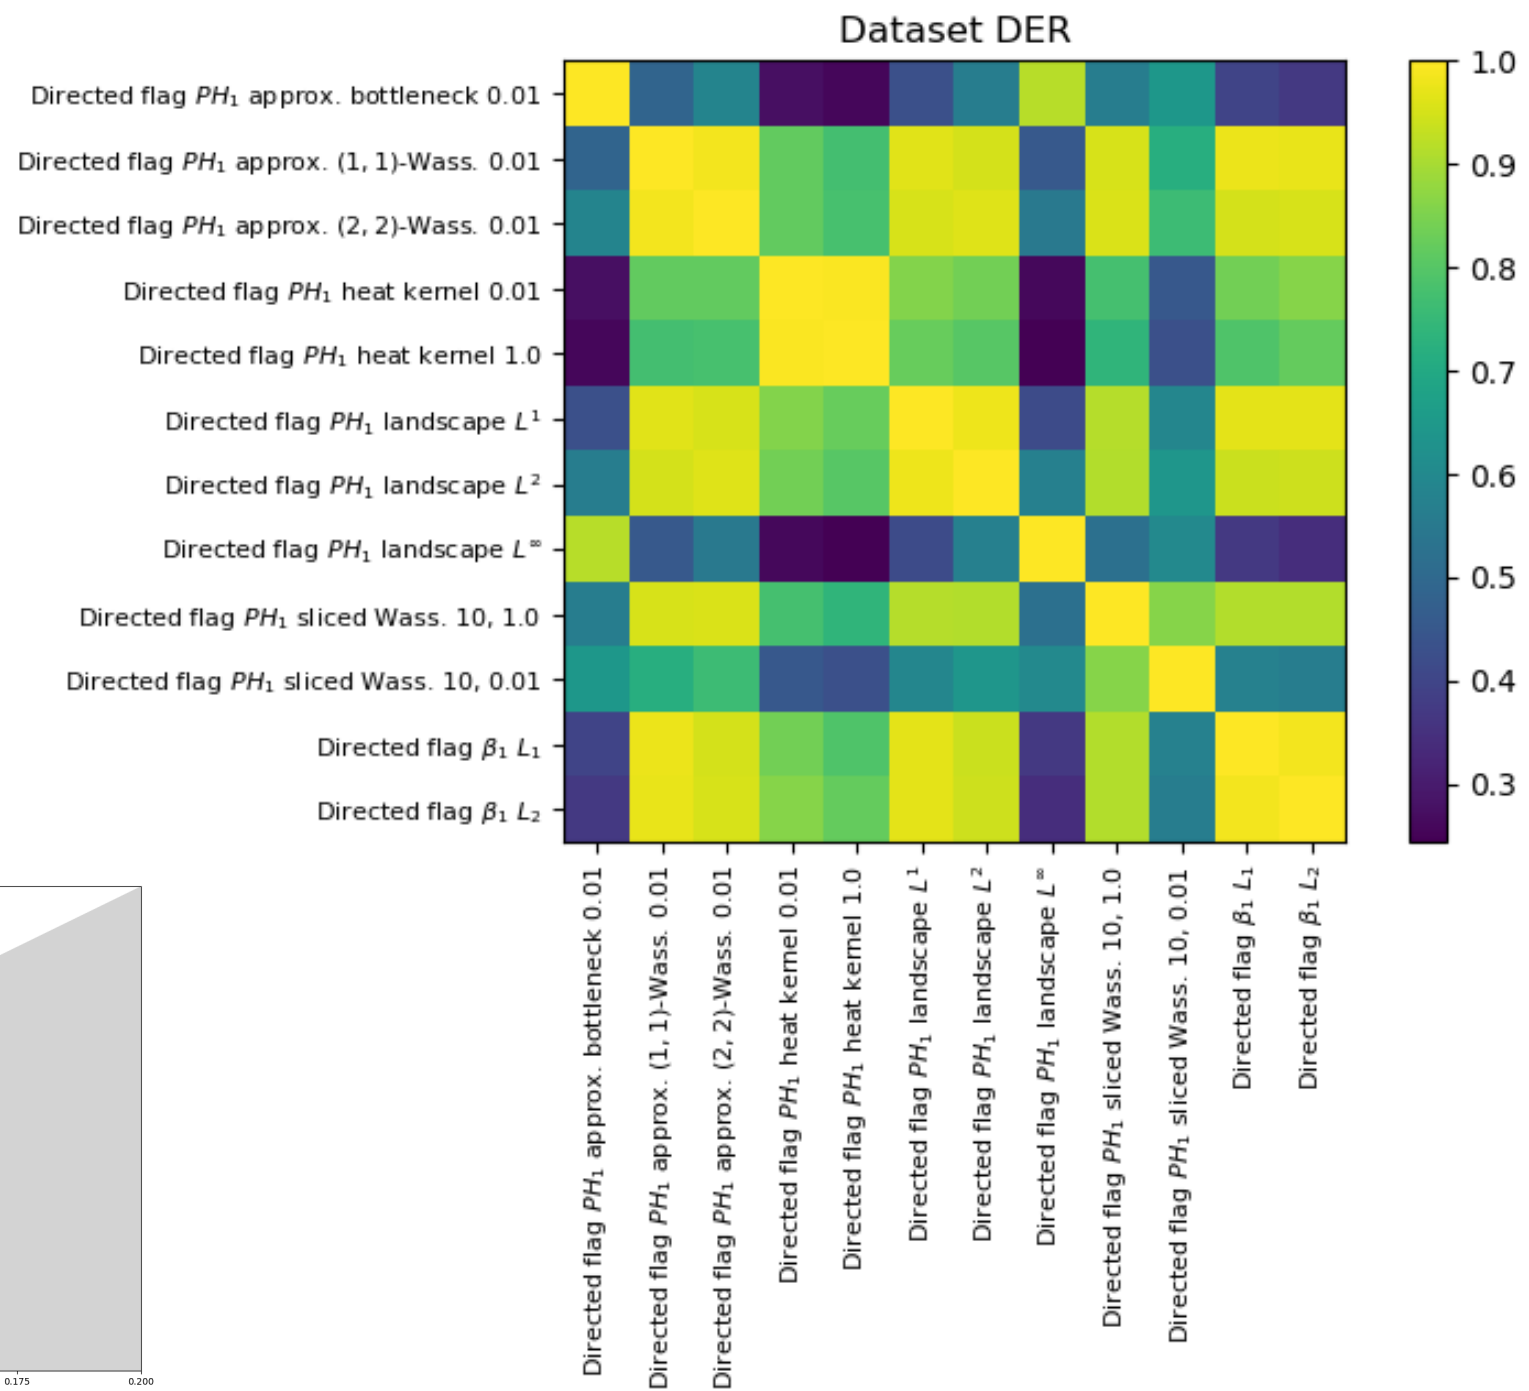 Dataset DER
Directed flag PH₁ approx. bottleneck 0.01
Directed flag PH₁ approx. (1, 1)-Wass. 0.01
Directed flag PH₁ approx. (2, 2)-Wass. 0.01
Directed flag PH₁ heat kernel 0.01
Directed flag PH₁ heat kernel 1.0
Directed flag PH₁ landscape L¹
Directed flag PH₁ landscape L²
Directed flag PH₁ landscape L∞
Directed flag PH₁ sliced Wass. 10, 1.0
Directed flag PH₁ sliced Wass. 10, 0.01
Directed flag β₁ L₁
Directed flag β₁ L₂
1.0
0.9
0.8
0.7
0.6
0.5
0.4
0.3
Directed flag PH₁ approx. bottleneck 0.01
Directed flag PH₁ approx. (1, 1)-Wass. 0.01
Directed flag PH₁ approx. (2, 2)-Wass. 0.01
Directed flag PH₁ heat kernel 0.01
Directed flag PH₁ heat kernel 1.0
Directed flag PH₁ landscape L¹
Directed flag PH₁ landscape L²
Directed flag PH₁ landscape L∞
Directed flag PH₁ sliced Wass. 10, 1.0
Directed flag PH₁ sliced Wass. 10, 0.01
Directed flag β₁ L₁
Directed flag β₁ L₂
0.175 0.200